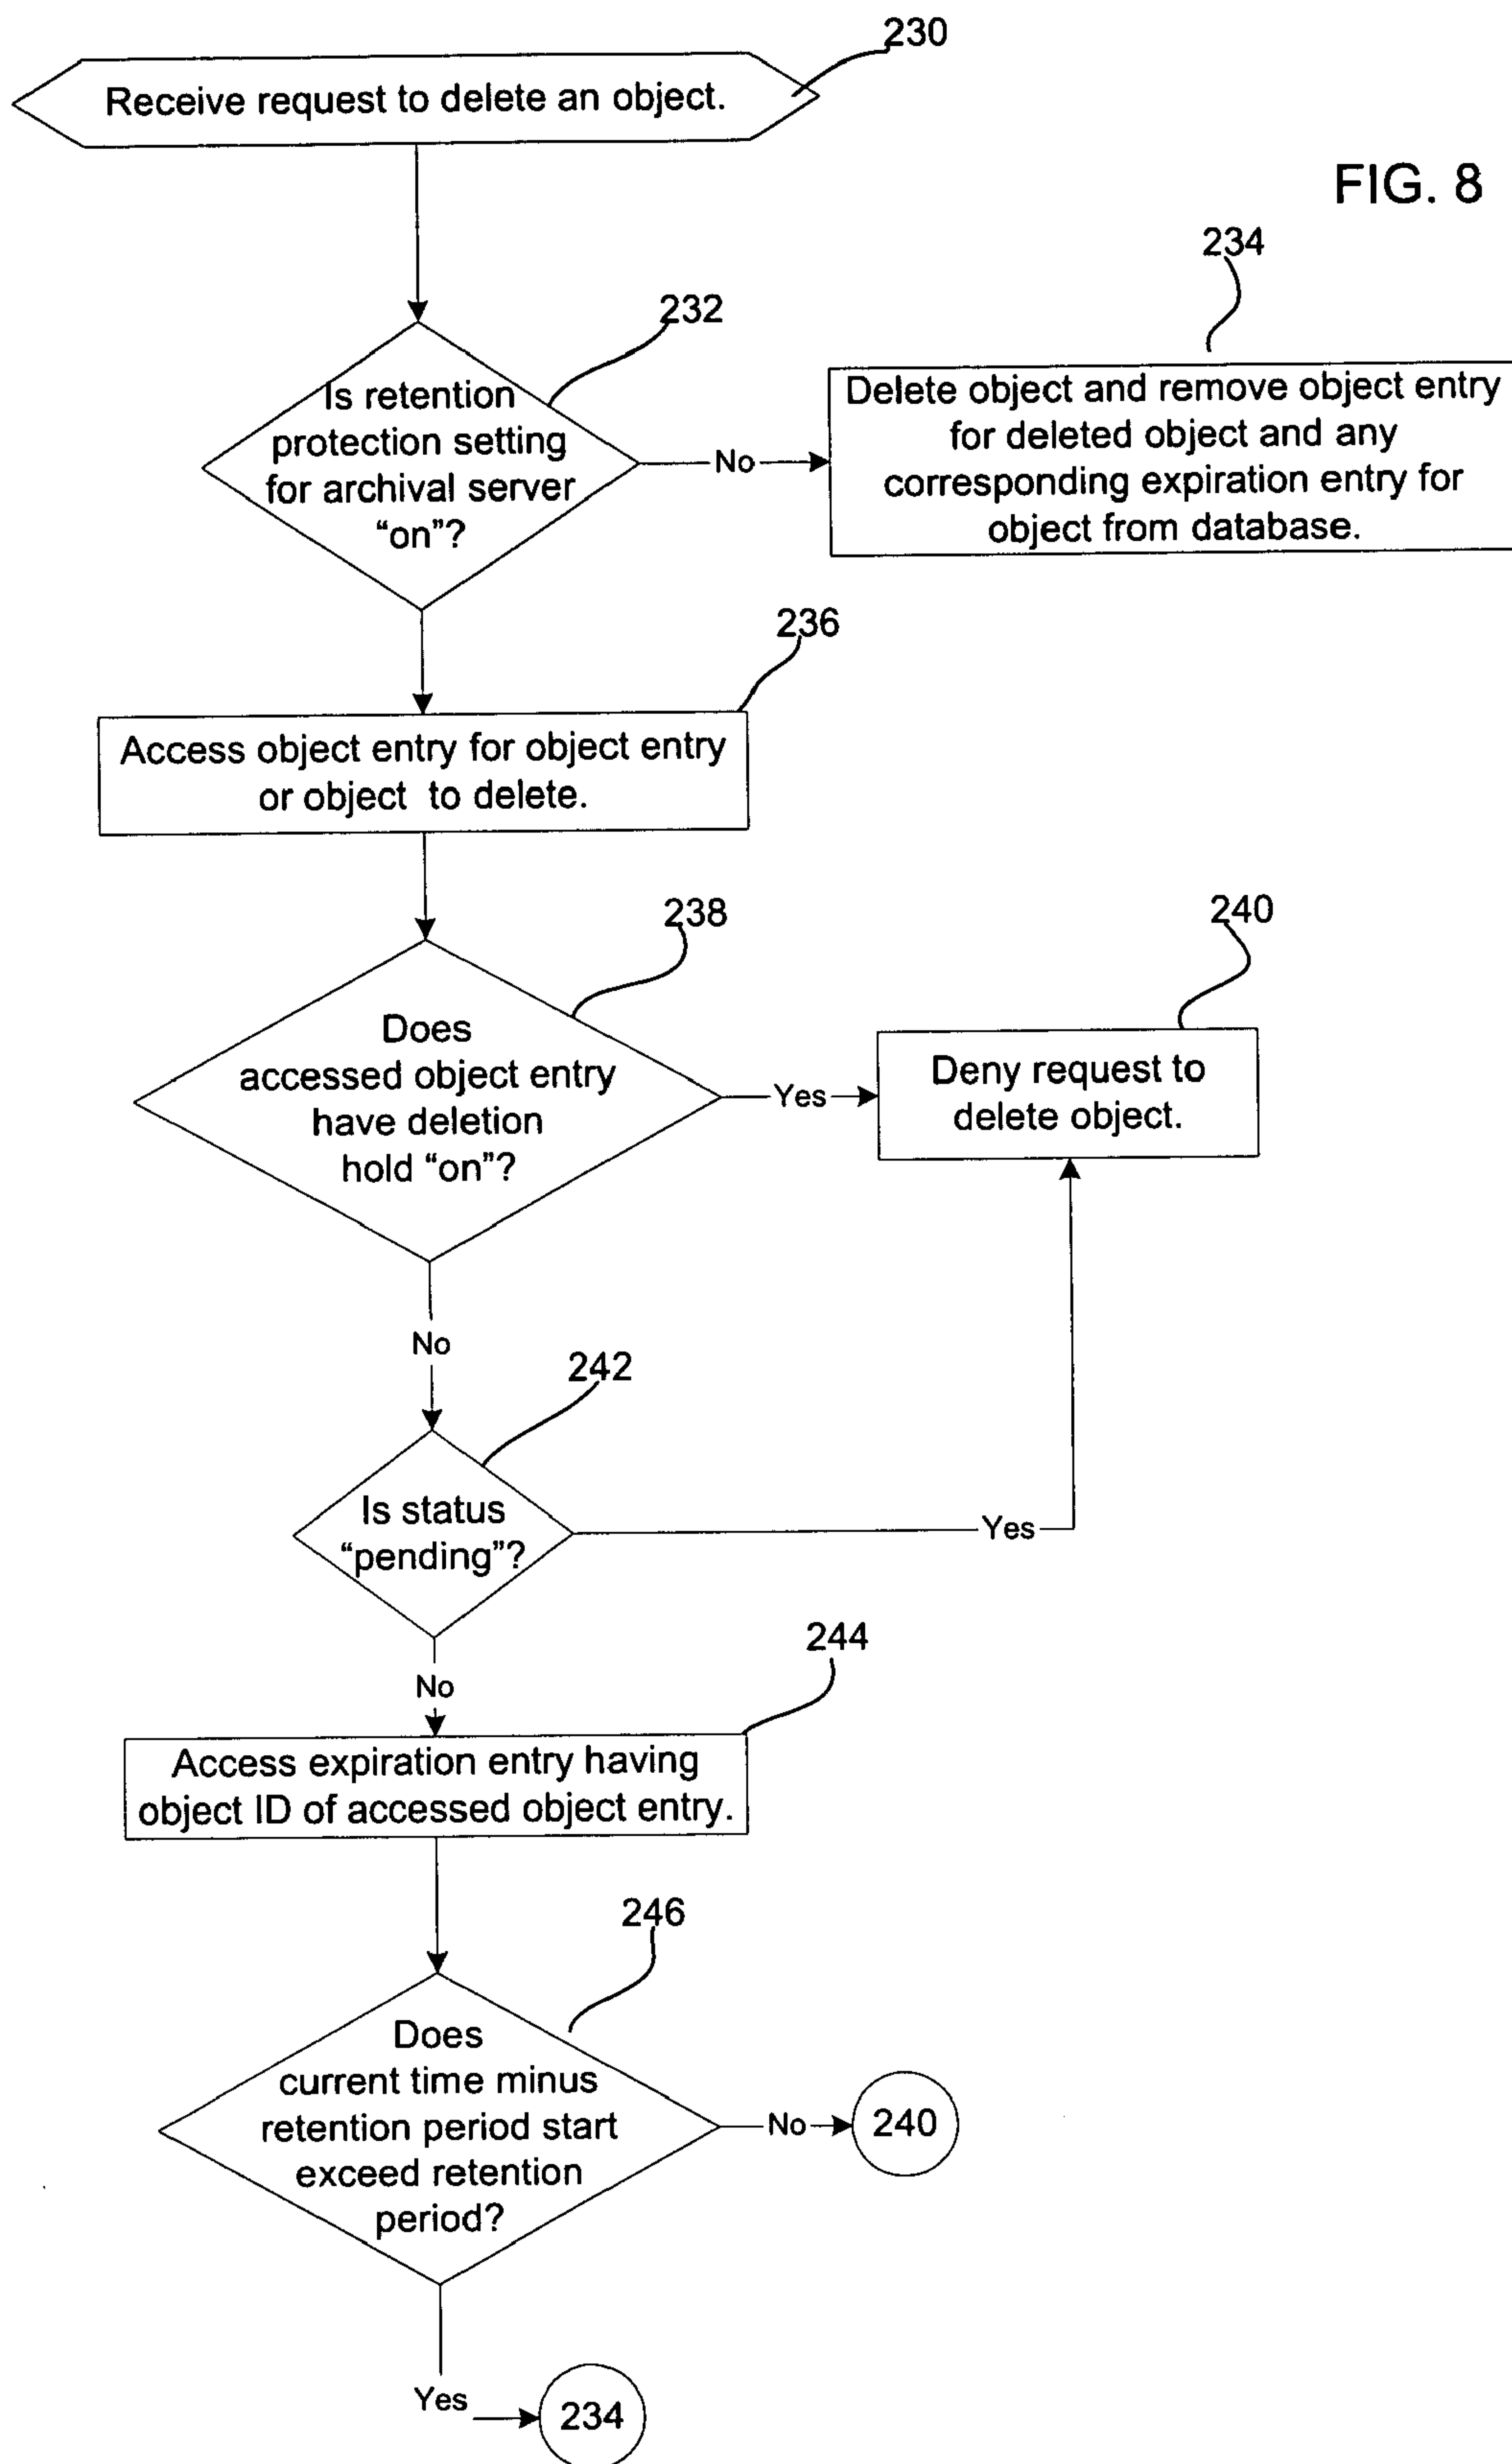 230
Receive request to delete an object.
FIG. 8
234
232
Is retention
protection setting
for archival server
“on”?
No
Delete object and remove object entry
for deleted object and any
corresponding expiration entry for
object from database.
236
Access object entry for object entry
or object to delete.
238
240
Does
accessed object entry
have deletion
hold “on”?
Yes
Deny request to
delete object.
No
242
Is status
“pending”?
Yes
No
244
Access expiration entry having
object ID of accessed object entry.
246
Does
current time minus
retention period start
exceed retention
period?
No
240
Yes
234